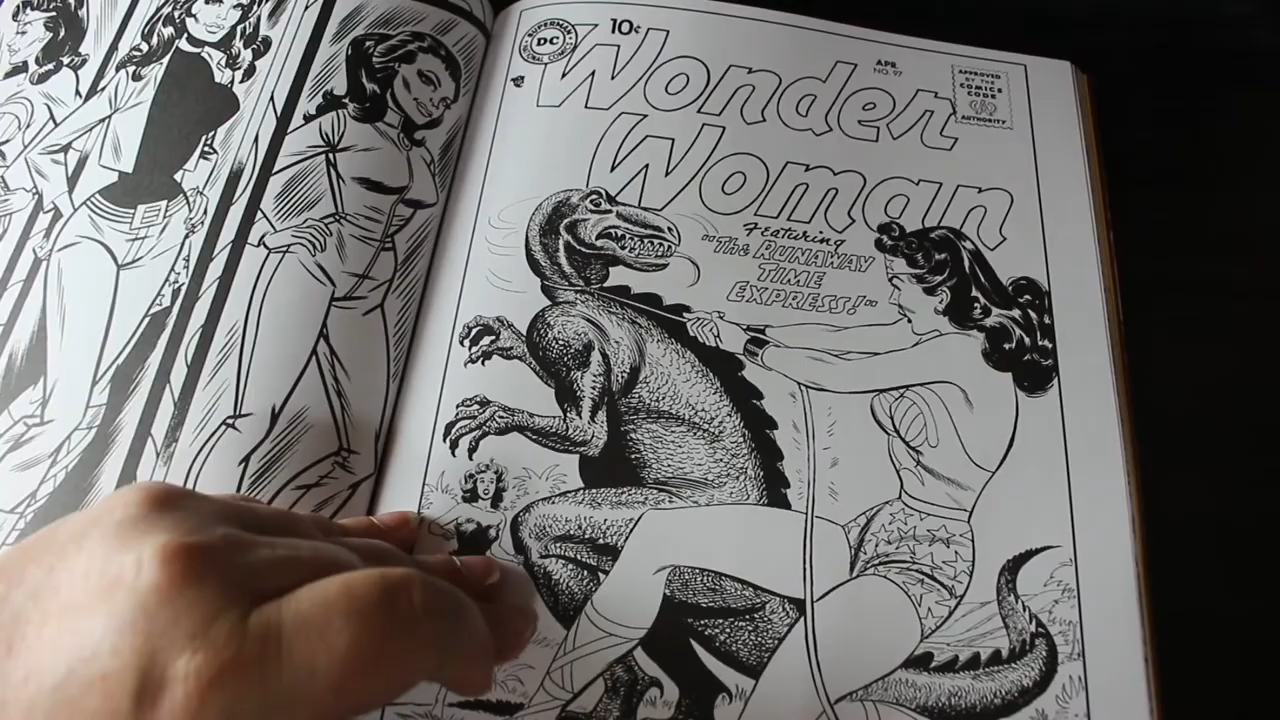 SUPERMAN
DC
NATIONAL COMICS
10¢
APR.
NO. 97
APPROVED
BY THE
COMICS
CODE
AUTHORITY
Wonder
Woman
Featuring
"The RUNAWAY
TIME
EXPRESS!"